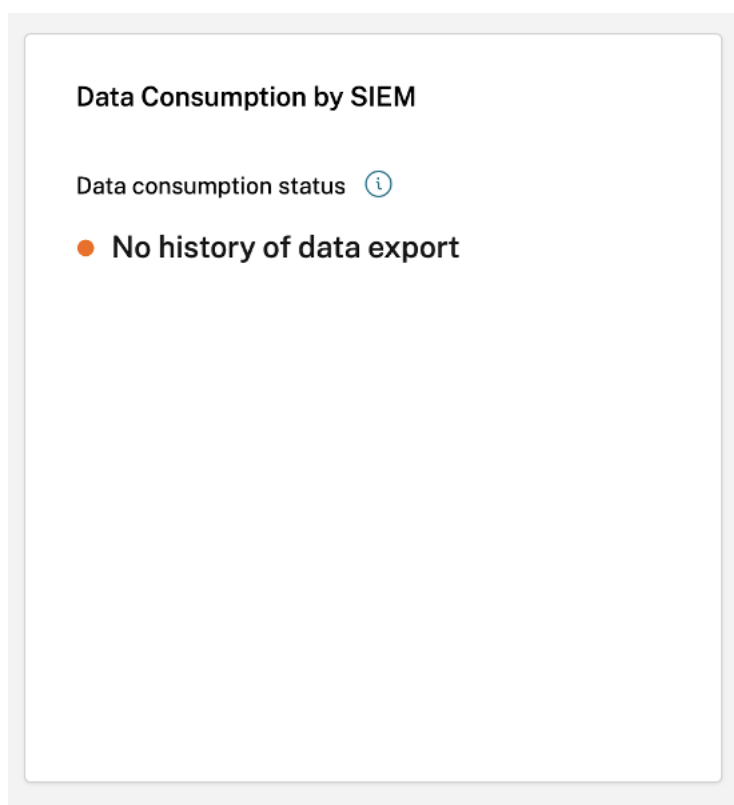 Data Consumption by SIEM
Data consumption status i
No history of data export